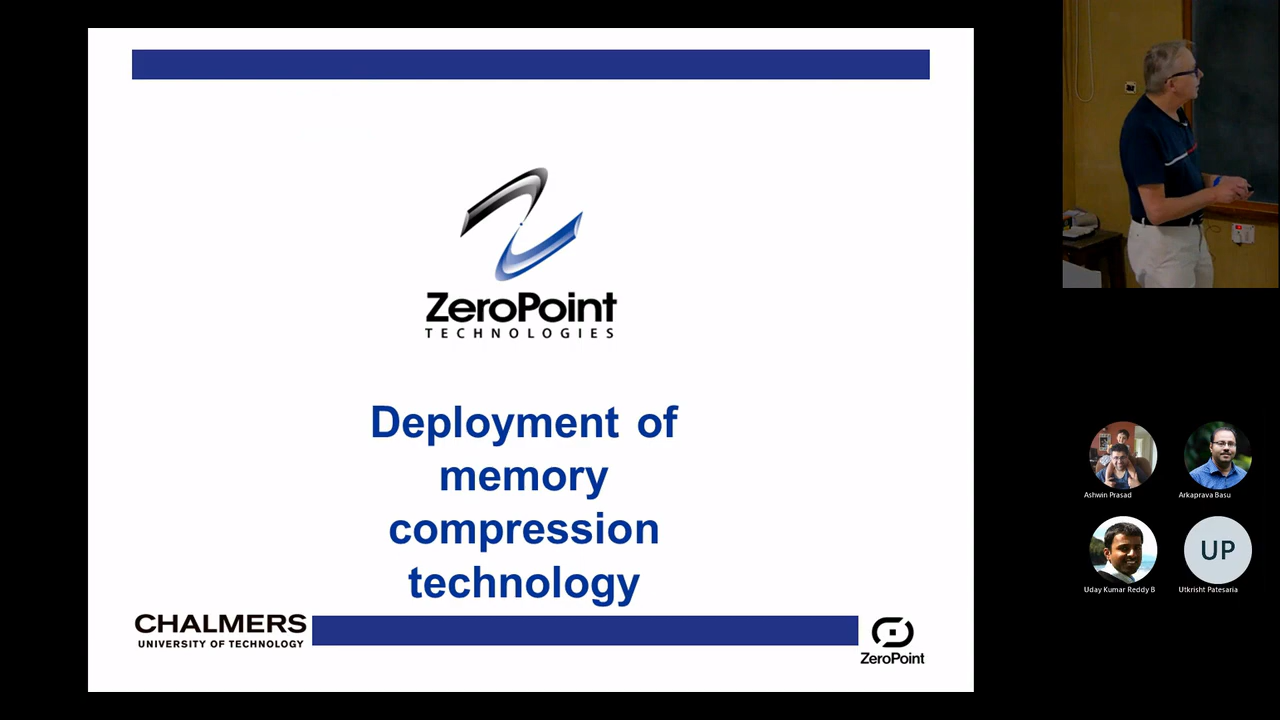 ZeroPoint
TECHNOLOGIES
Deployment of
memory
compression
technology
CHALMERS
UNIVERSITY OF TECHNOLOGY
ZeroPoint
Ashwin Prasad
Arkaprava Basu
UP
Uday Kumar Reddy B
Utkrisht Patesaria